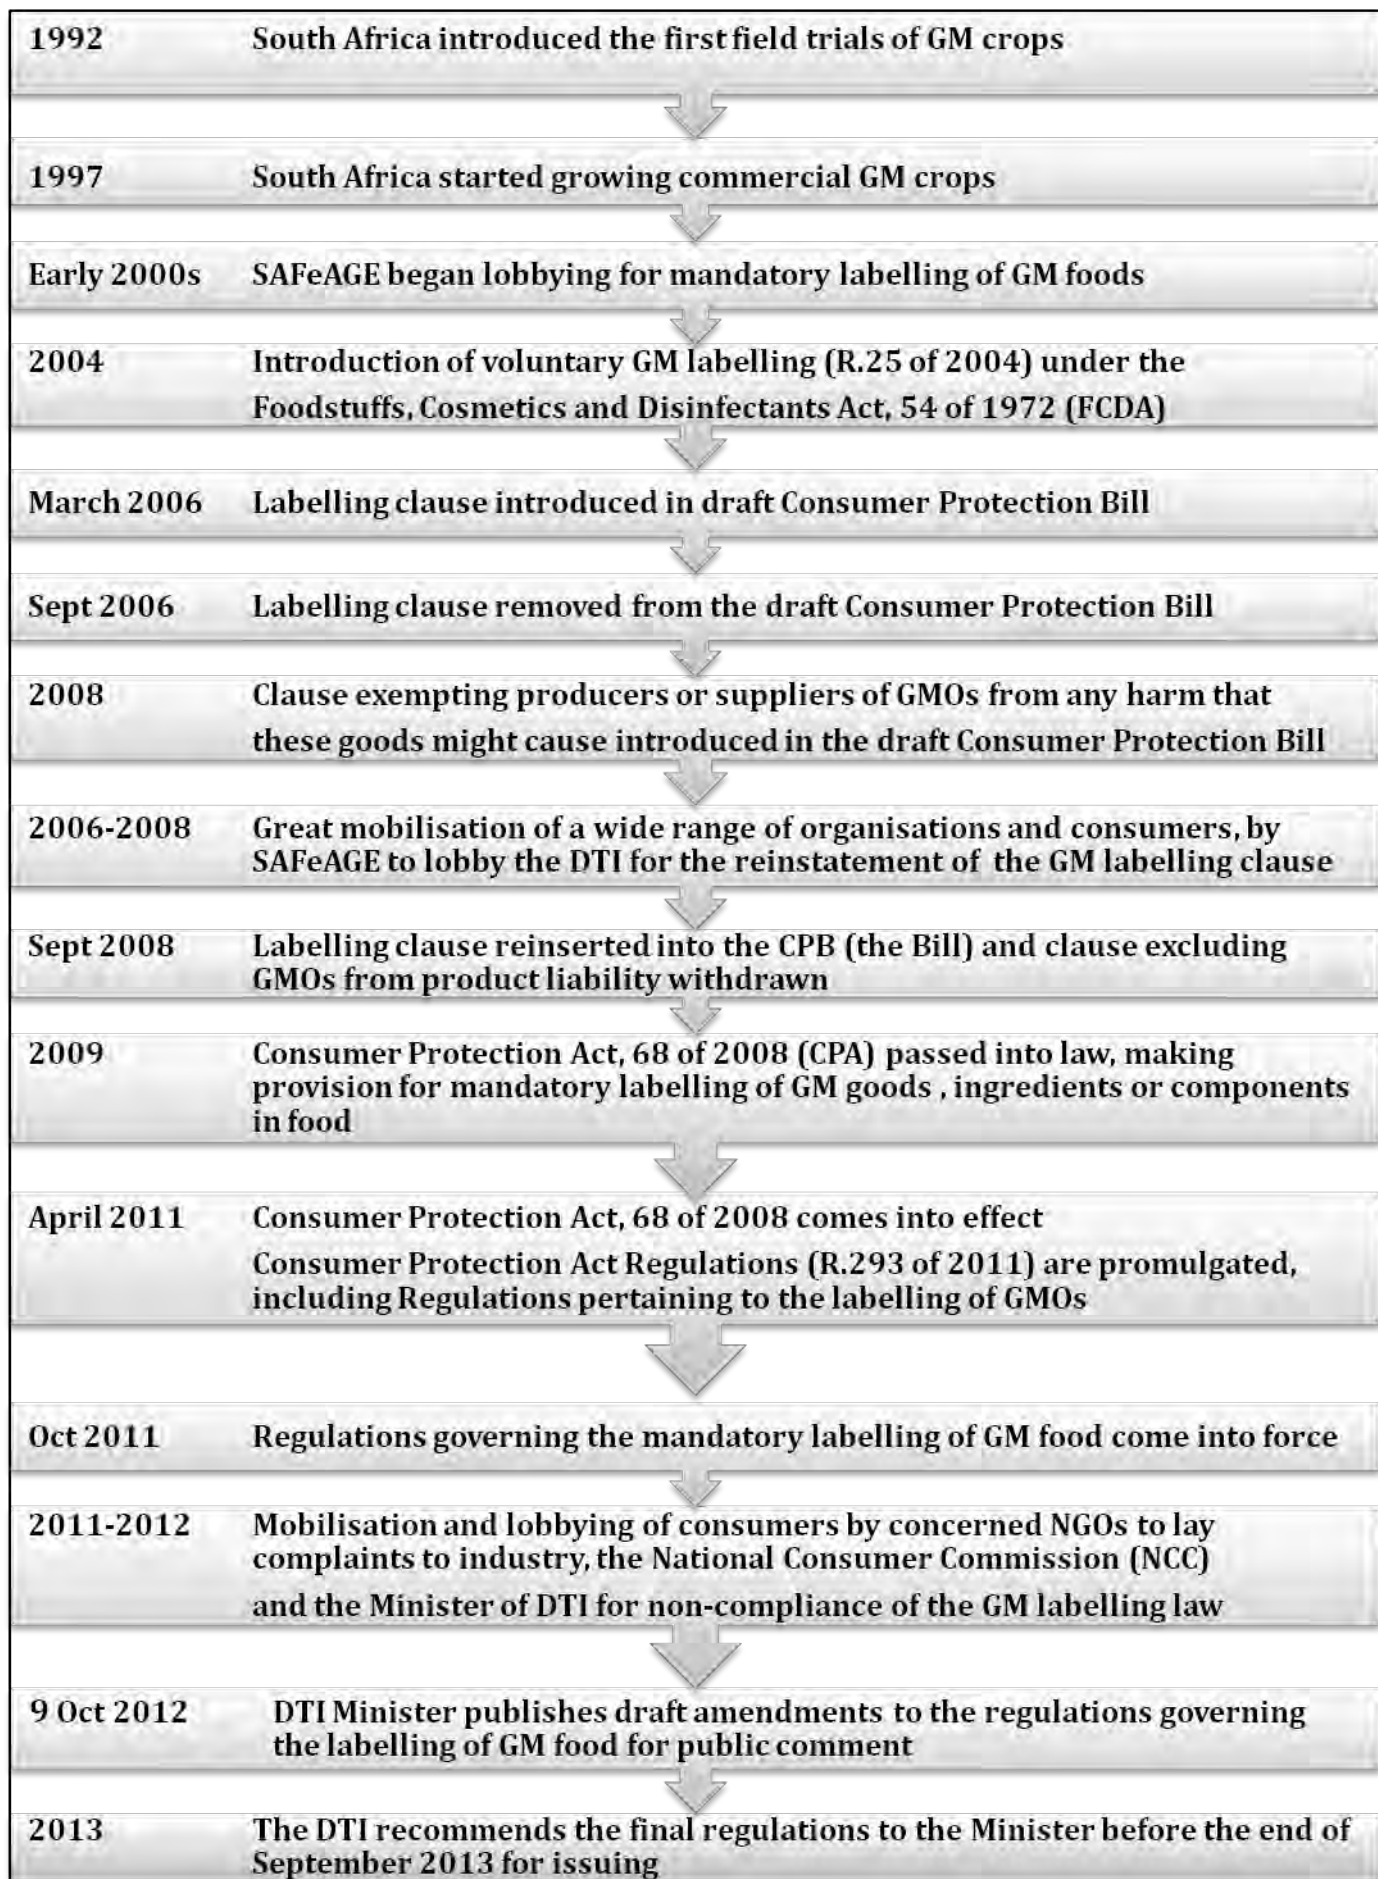 1992 South Africa introduced the first field trials of GM crops
1997 South Africa started growing commercial GM crops
Early 2000s SAFeAGE began lobbying for mandatory labelling of GM foods
2004 Introduction of voluntary GM labelling (R.25 of 2004) under the
Foodstuffs, Cosmetics and Disinfectants Act, 54 of 1972 (FCDA)
March 2006 Labelling clause introduced in draft Consumer Protection Bill
Sept 2006 Labelling clause removed from the draft Consumer Protection Bill
2008 Clause exempting producers or suppliers of GMOs from any harm that
these goods might cause introduced in the draft Consumer Protection Bill
2006-2008 Great mobilisation of a wide range of organisations and consumers, by
SAFeAGE to lobby the DTI for the reinstatement of the GM labelling clause
Sept 2008 Labelling clause reinserted into the CPB (the Bill) and clause excluding
GMOs from product liability withdrawn
2009 Consumer Protection Act, 68 of 2008 (CPA) passed into law, making
provision for mandatory labelling of GM goods , ingredients or components
in food
April 2011 Consumer Protection Act, 68 of 2008 comes into effect
Consumer Protection Act Regulations (R.293 of 2011) are promulgated,
including Regulations pertaining to the labelling of GMOs
Oct 2011 Regulations governing the mandatory labelling of GM food come into force
2011-2012 Mobilisation and lobbying of consumers by concerned NGOs to lay
complaints to industry, the National Consumer Commission (NCC)
and the Minister of DTI for non-compliance of the GM labelling law
9 Oct 2012 DTI Minister publishes draft amendments to the regulations governing
the labelling of GM food for public comment
2013 The DTI recommends the final regulations to the Minister before the end of
September 2013 for issuing